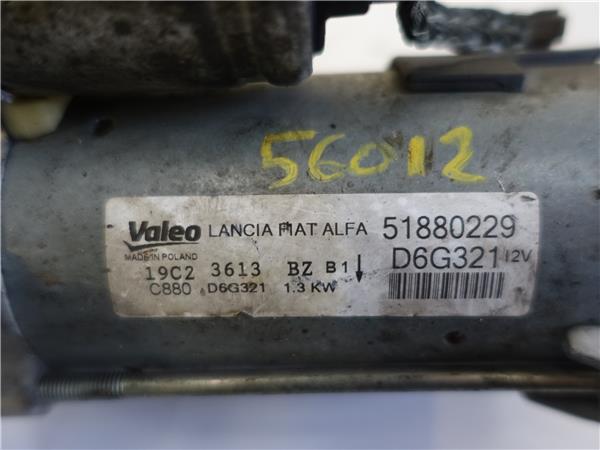 56012
Valeo LANCIA FIAT ALFA 51880229
MADE IN POLAND D6G321 12V
19C2 3613 BZ B1
C880 D6G321 1.3 KW